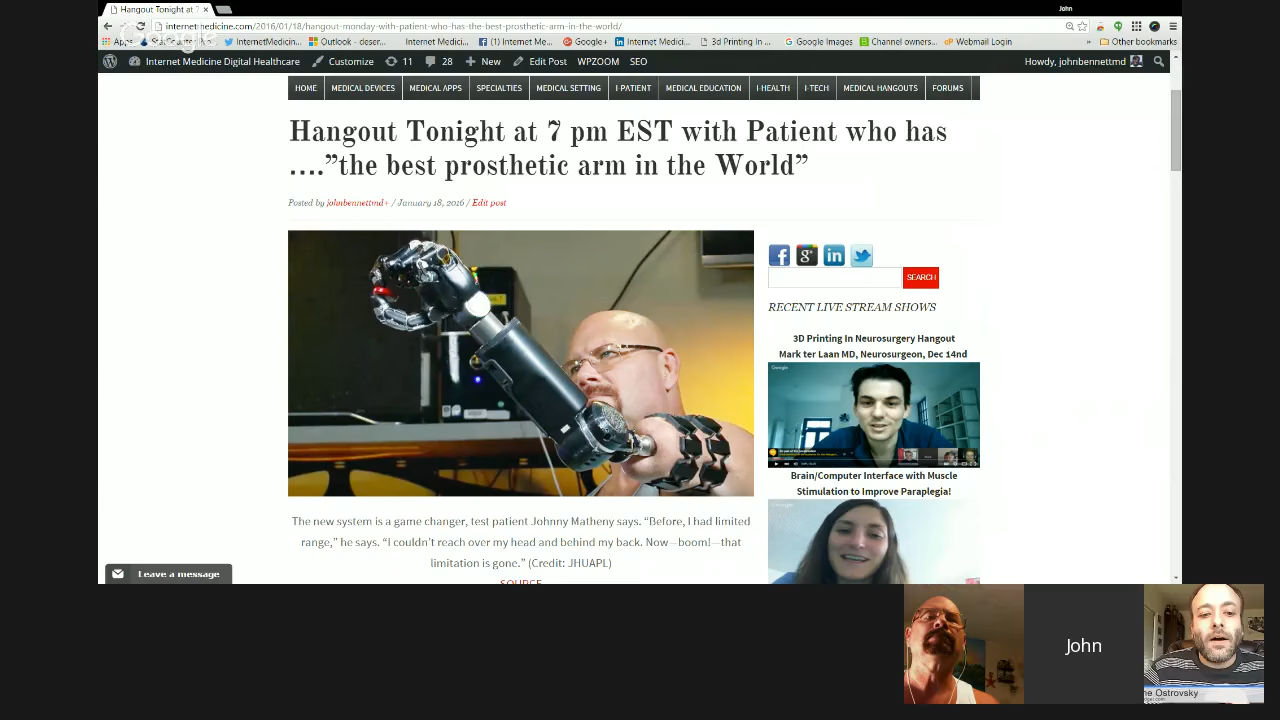 Hangout Tonight at T
John
internetmedicine.com/2016/01/18/hangout-monday-with-patient-who-has-the-best-prosthetic-arm-in-the-world/
Google
Apps
InternetMedicin...
Outlook - deser...
Internet Medici...
(1) Internet Me...
Google+
Internet Medici...
3d Printing In ...
Google Images
Channel owners...
Webmail Login
»
Other bookmarks
Internet Medicine Digital Healthcare
Customize
11
28
New
Edit Post
WPZOOM
SEO
Howdy, johnbennettmd
HOME
MEDICAL DEVICES
MEDICAL APPS
SPECIALTIES
MEDICAL SETTING
I-PATIENT
MEDICAL EDUCATION
I-HEALTH
I-TECH
MEDICAL HANGOUTS
FORUMS
Hangout Tonight at 7 pm EST with Patient who has
….”the best prosthetic arm in the World”
Posted by johnbennettmd+ / January 18, 2016 / Edit post
SEARCH
RECENT LIVE STREAM SHOWS
3D Printing In Neurosurgery Hangout
Mark ter Laan MD, Neurosurgeon, Dec 14nd
Google
Brain/Computer Interface with Muscle
Stimulation to Improve Paraplegia!
The new system is a game changer, test patient Johnny Matheny says. “Before, I had limited
range,” he says. “I couldn’t reach over my head and behind my back. Now—boom!—that
limitation is gone.” (Credit: JHUAPL)
SOURCE
Leave a message
John
ne Ostrovsky